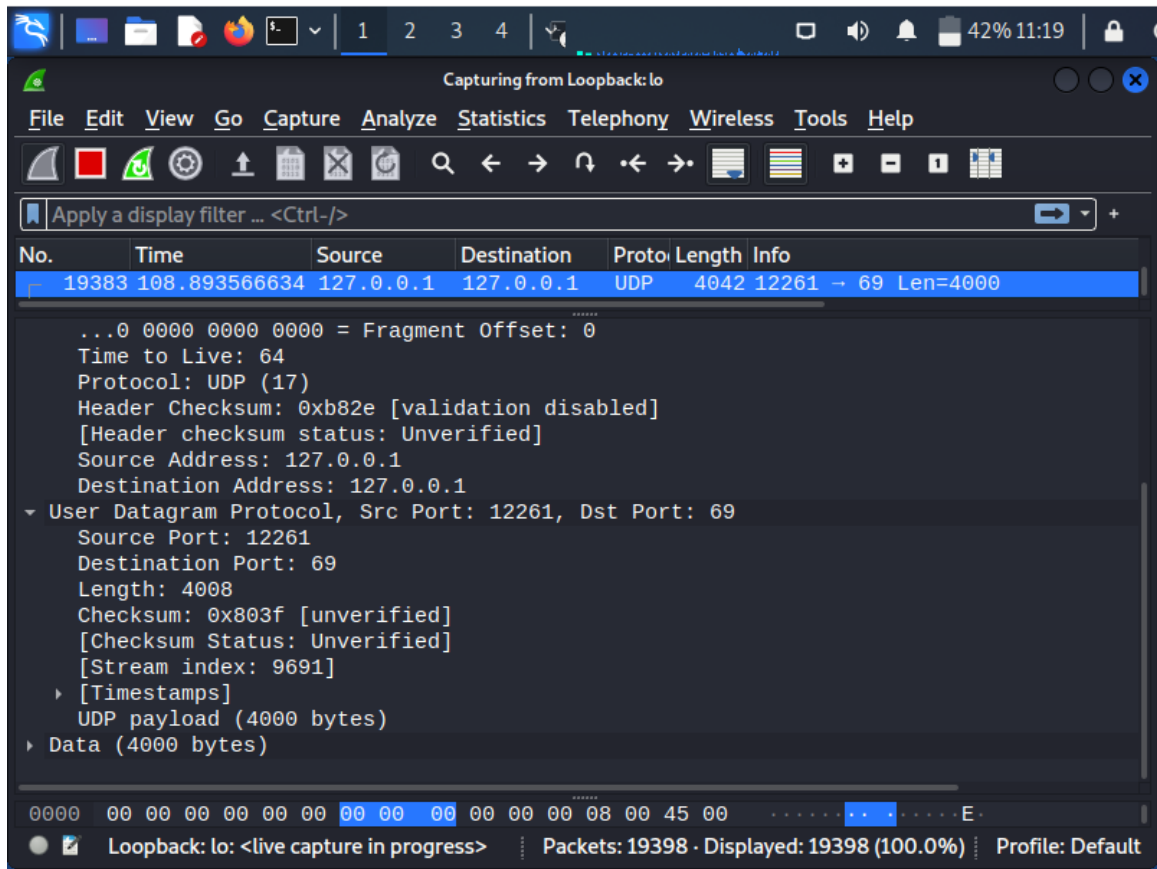 1 2 3 4 42% 11:19
Capturing from Loopback: lo
File Edit View Go Capture Analyze Statistics Telephony Wireless Tools Help
Apply a display filter ... <Ctrl-/>
No. Time Source Destination Proto Length Info
19383 108.893566634 127.0.0.1 127.0.0.1 UDP 4042 12261 → 69 Len=4000
...0 0000 0000 0000 = Fragment Offset: 0
Time to Live: 64
Protocol: UDP (17)
Header Checksum: 0xb82e [validation disabled]
[Header checksum status: Unverified]
Source Address: 127.0.0.1
Destination Address: 127.0.0.1
User Datagram Protocol, Src Port: 12261, Dst Port: 69
Source Port: 12261
Destination Port: 69
Length: 4008
Checksum: 0x803f [unverified]
[Checksum Status: Unverified]
[Stream index: 9691]
[Timestamps]
UDP payload (4000 bytes)
Data (4000 bytes)
0000 00 00 00 00 00 00 00 00 00 00 00 00 08 00 45 00 ·············· E·
Loopback: lo: <live capture in progress> Packets: 19398 · Displayed: 19398 (100.0%) Profile: Default